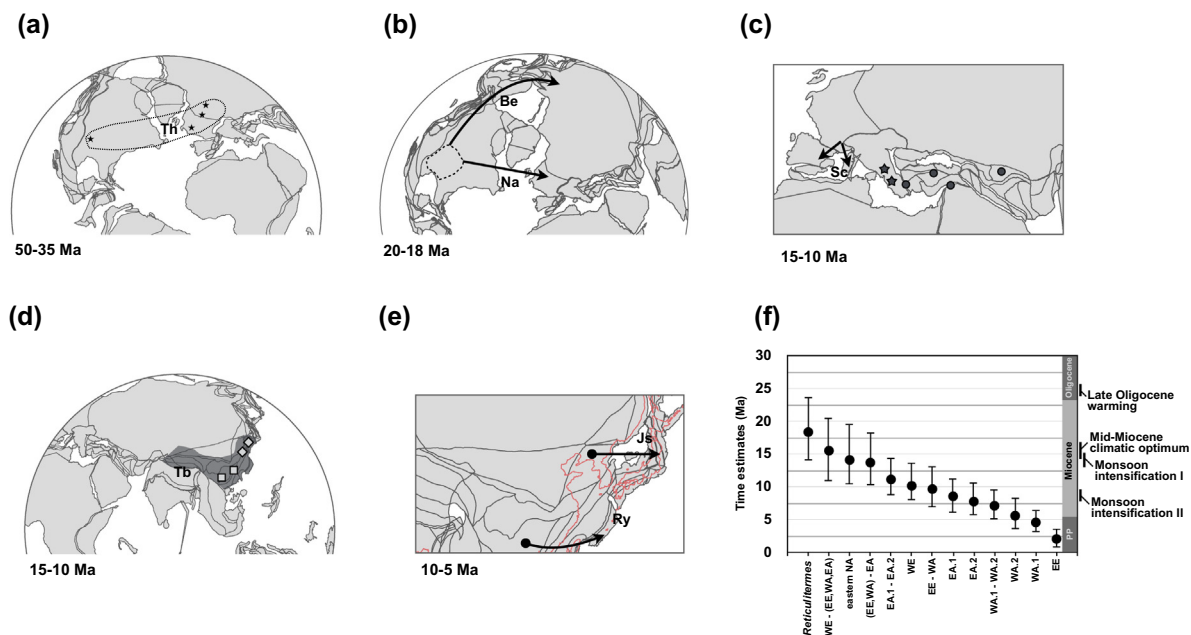 (a)
Th
50-35 Ma
(b)
Be
Na
20-18 Ma
(c)
Sc
15-10 Ma
(d)
Tb
15-10 Ma
(e)
Js
Ry
10-5 Ma
(f)
Time estimates (Ma)
30
25
20
15
10
5
0
Oligocene
Miocene
PP
Late Oligocene
warming
Mid-Miocene
climatic optimum
Monsoon
intensification I
Monsoon
intensification II
Reticulitermes
WE - (EE,WA,EA)
eastern NA
(EE,WA) - EA
EA.1 - EA.2
WE
EE - WA
EA.1
EA.2
WA.1 - WA.2
WA.2
WA.1
EE